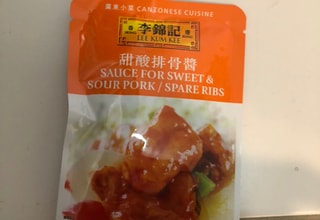 廣東小菜 CANTONESE CUISINE
李錦記
LEE KUM KEE
甜酸排骨醬
SAUCE FOR SWEET &
SOUR PORK / SPARE RIBS